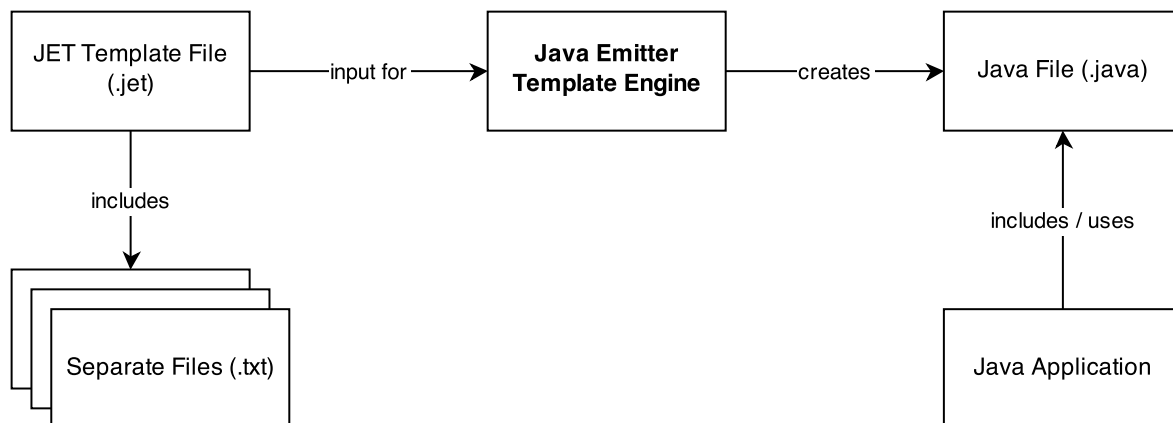 JET Template File
(.jet)
input for
Java Emitter
Template Engine
creates
Java File (.java)
includes
includes / uses
Separate Files (.txt)
Java Application